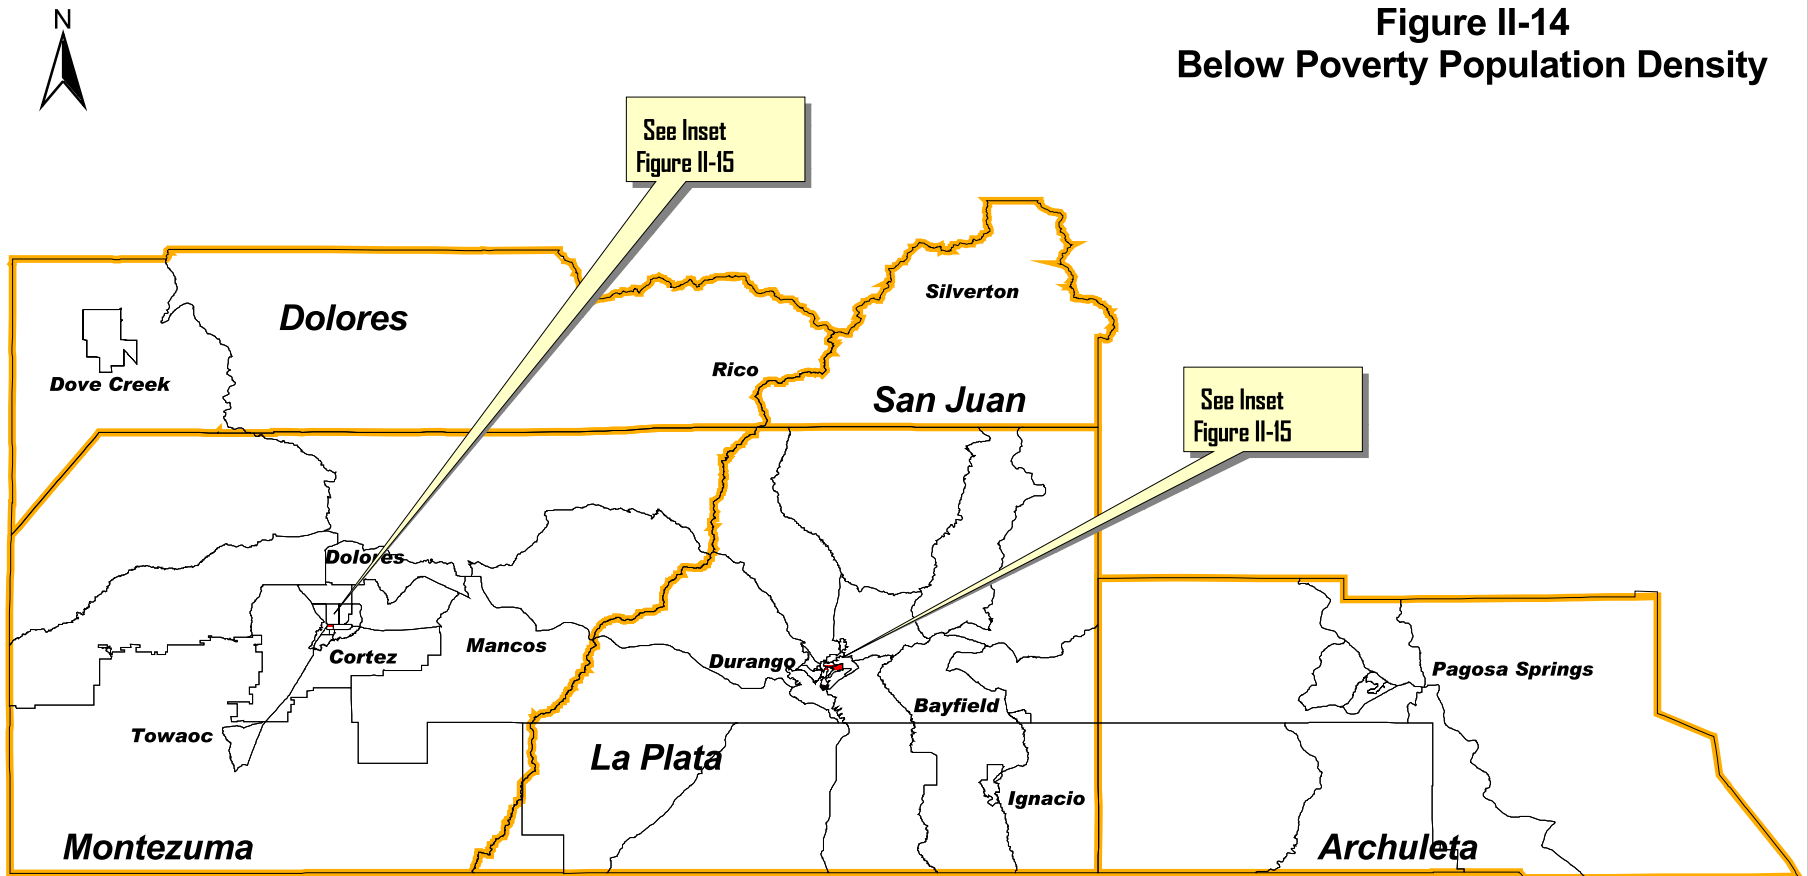 N
Figure II-14
Below Poverty Population Density
See Inset
Figure II-15
Silverton
Dolores
Dove Creek
Rico
San Juan
See Inset
Figure II-15
Dolores
Cortez
Mancos
Durango
Pagosa Springs
Bayfield
Towaoc
La Plata
Ignacio
Montezuma
Archuleta